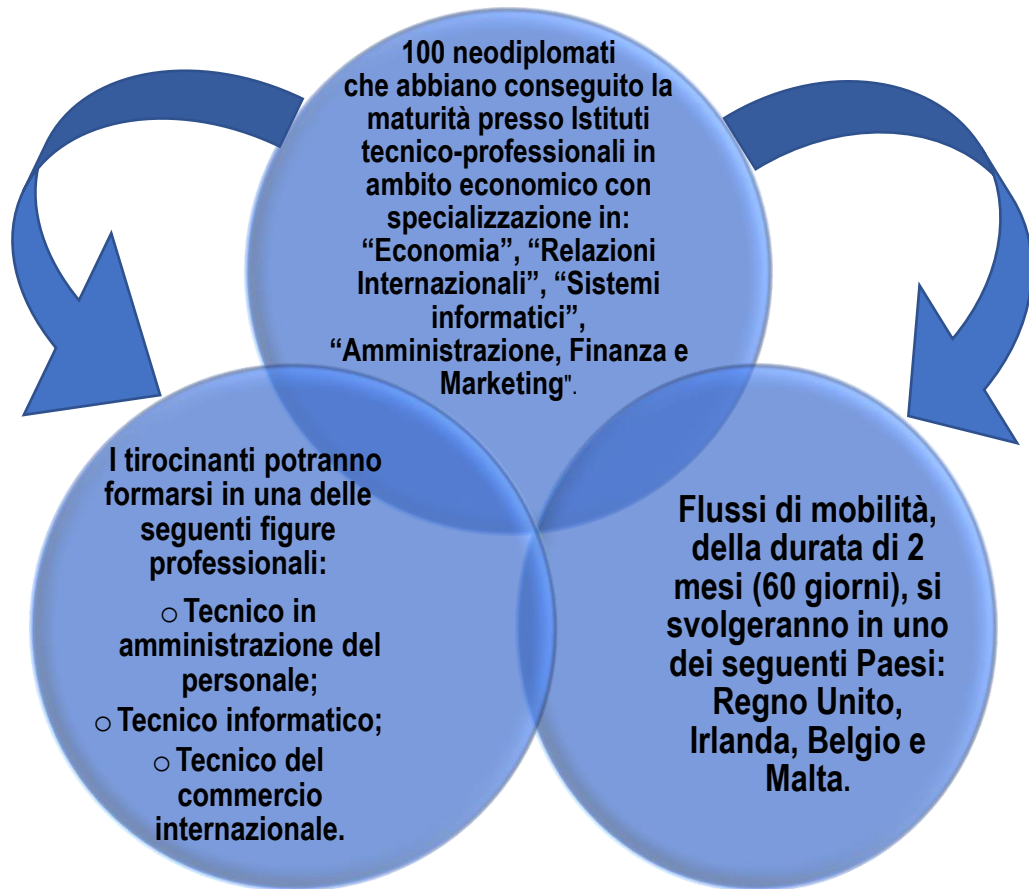 100 neodiplomati
che abbiano conseguito la
maturità presso Istituti
tecnico-professionali in
ambito economico con
specializzazione in:
“Economia”, “Relazioni
Internazionali”, “Sistemi
informatici”,
“Amministrazione, Finanza e
Marketing".
I tirocinanti potranno
formarsi in una delle
seguenti figure
professionali:
○ Tecnico in
amministrazione del
personale;
○ Tecnico informatico;
○ Tecnico del
commercio
internazionale.
Flussi di mobilità,
della durata di 2
mesi (60 giorni), si
svolgeranno in uno
dei seguenti Paesi:
Regno Unito,
Irlanda, Belgio e
Malta.